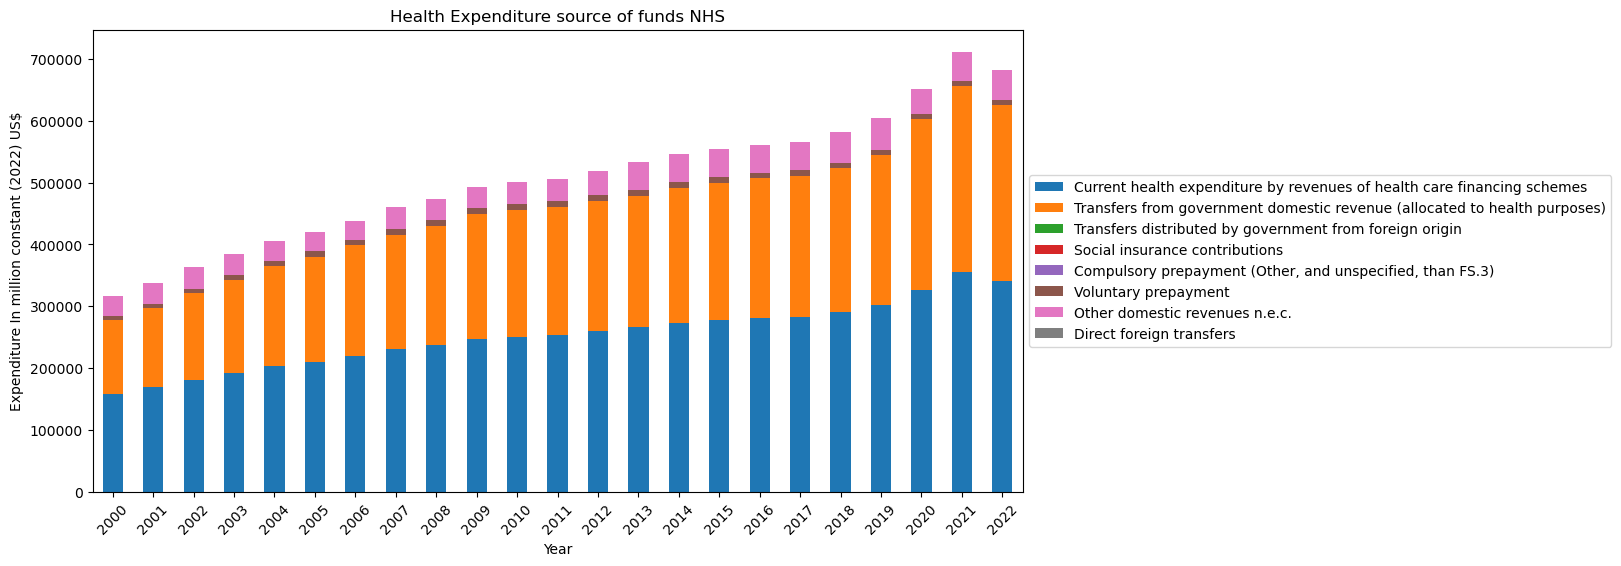 Health Expenditure source of funds NHS
Expenditure In million constant (2022) US$
700000
600000
500000
400000
300000
200000
100000
0
2000
2001
2002
2003
2004
2005
2006
2007
2008
2009
2010
2011
2012
2013
2014
2015
2016
2017
2018
2019
2020
2021
2022
Year
Current health expenditure by revenues of health care financing schemes
Transfers from government domestic revenue (allocated to health purposes)
Transfers distributed by government from foreign origin
Social insurance contributions
Compulsory prepayment (Other, and unspecified, than FS.3)
Voluntary prepayment
Other domestic revenues n.e.c.
Direct foreign transfers